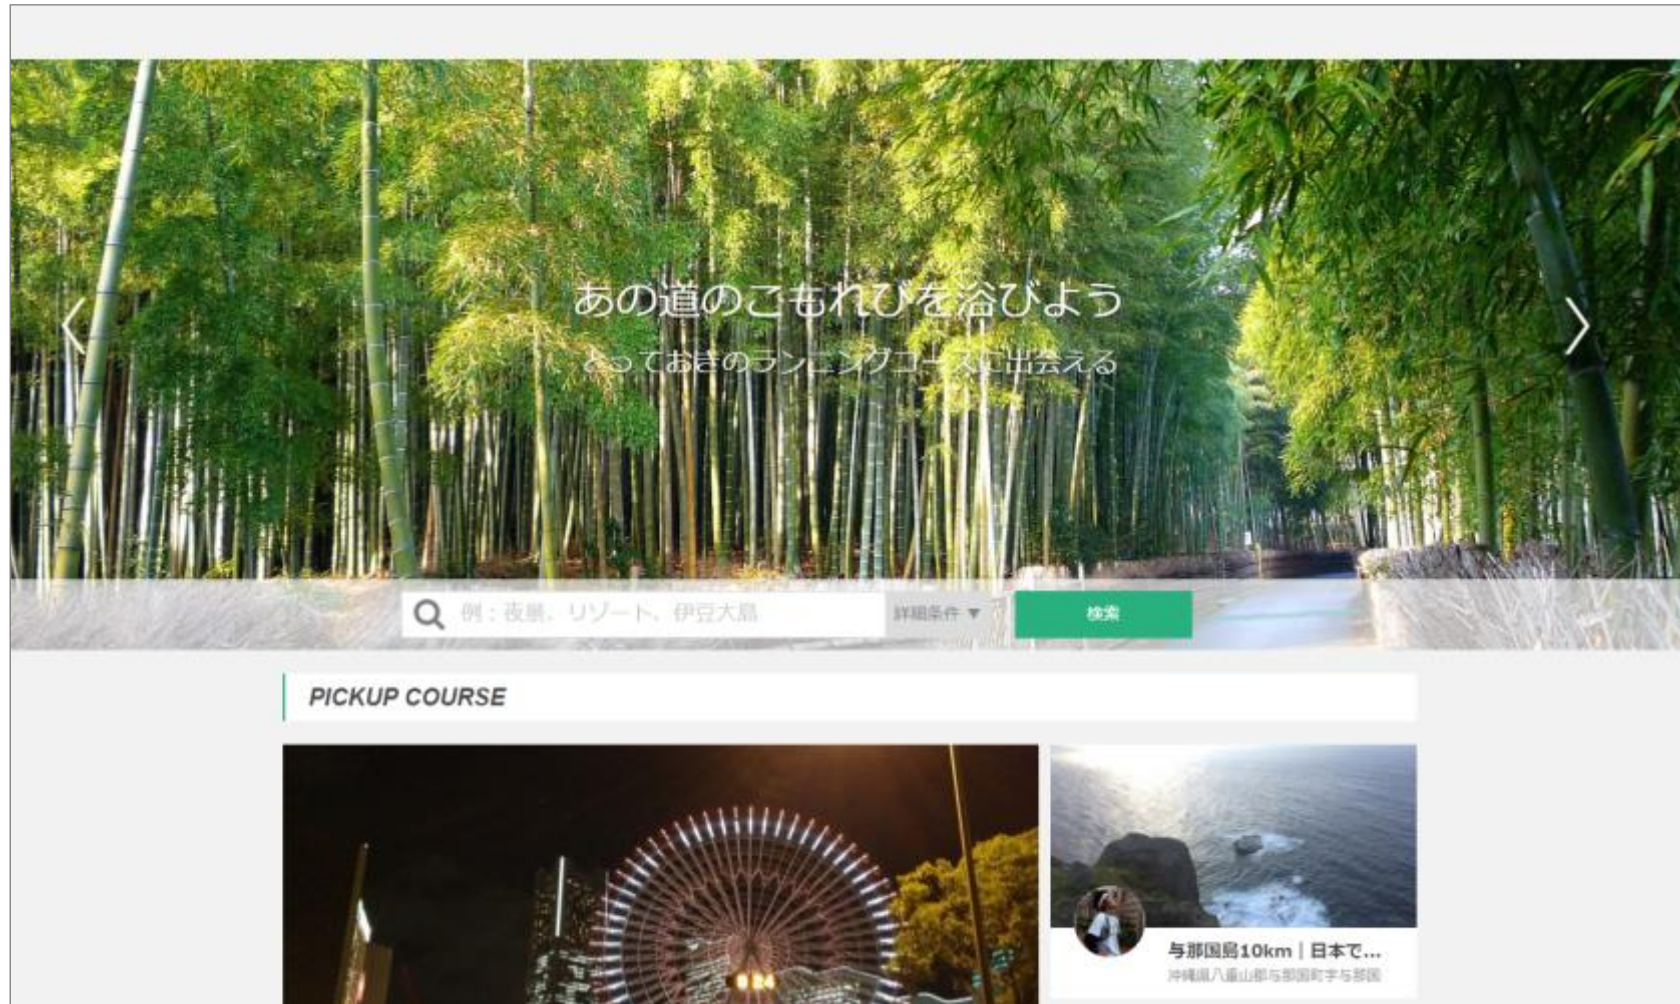 あの道のこもれびを浴びよう
とっておきのランニングコースに出会える
例：夜景、リゾート、伊豆大島
詳細条件 ▼
検索
PICKUP COURSE
与那国島10km｜日本で...
沖縄県八重山郡与那国町字与那国